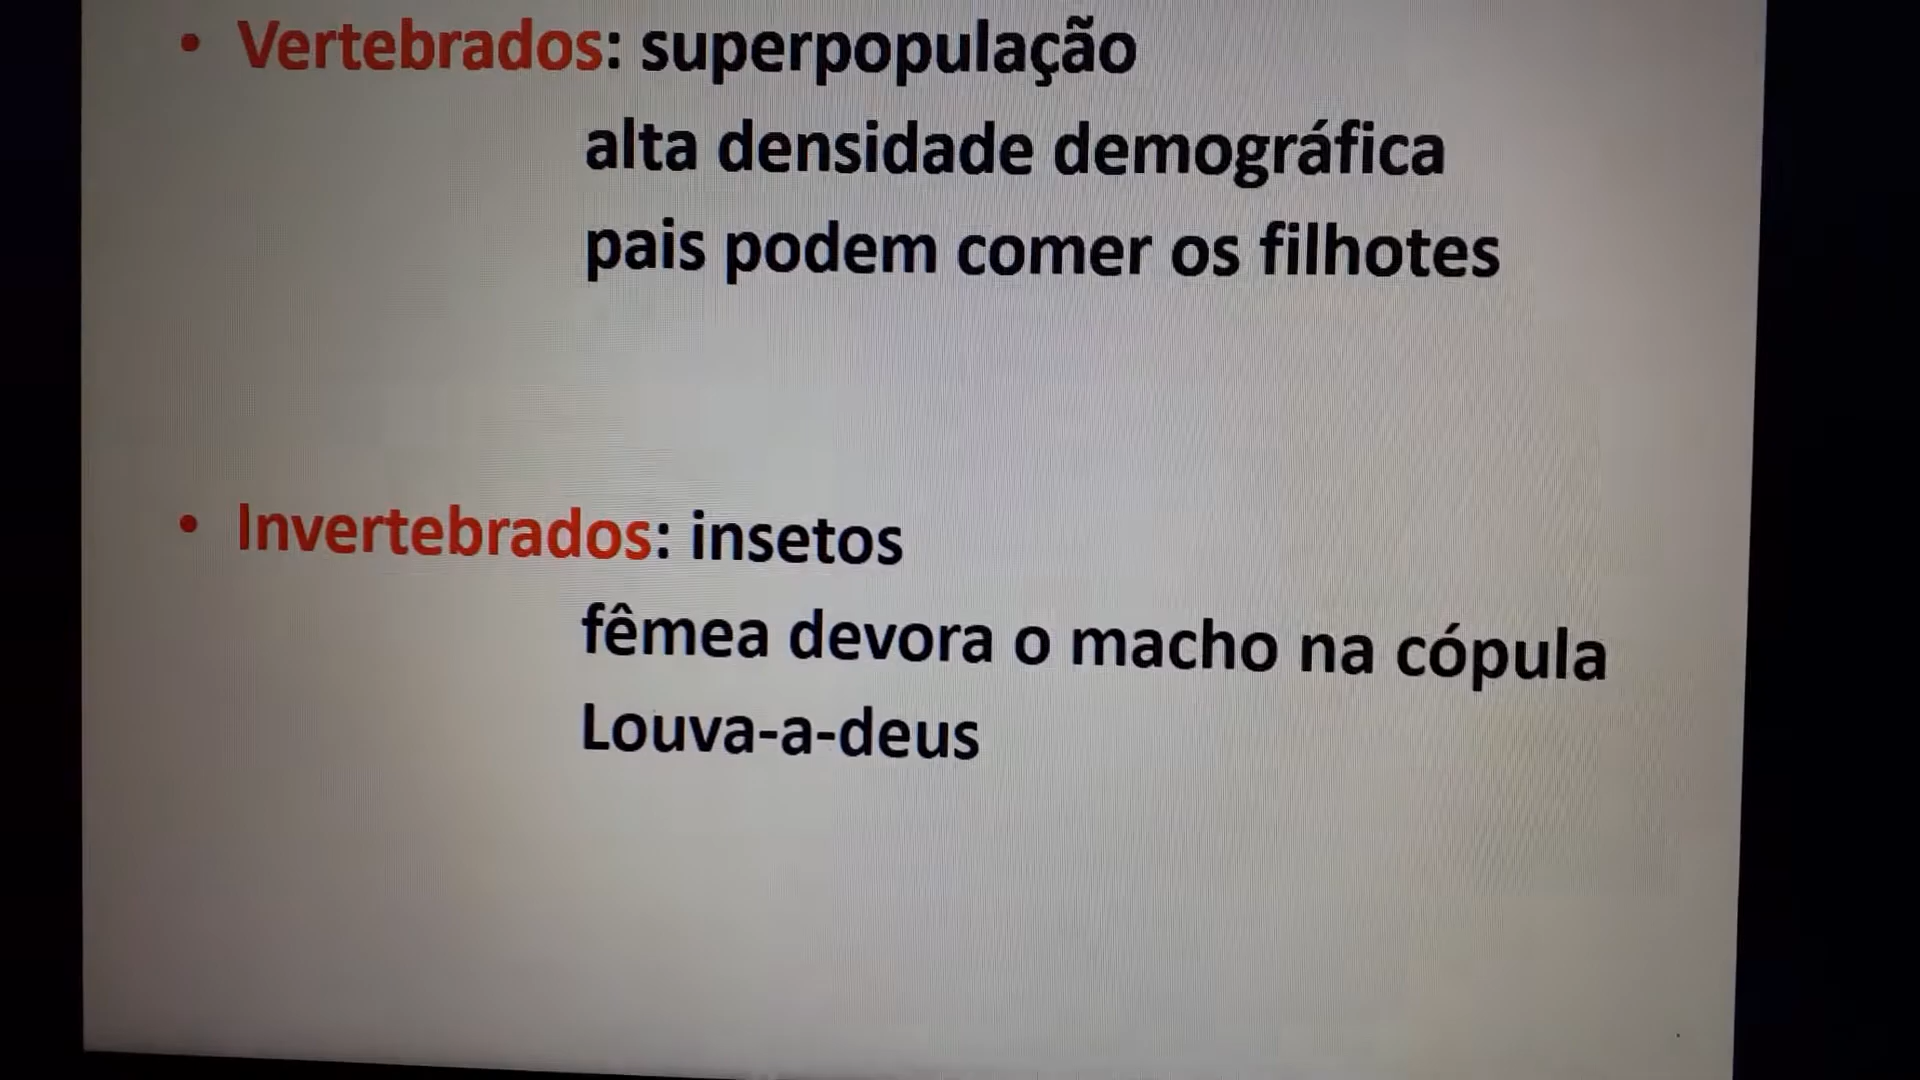 • Vertebrados: superpopulação
alta densidade demográfica
pais podem comer os filhotes
• Invertebrados: insetos
fêmea devora o macho na cópula
Louva-a-deus